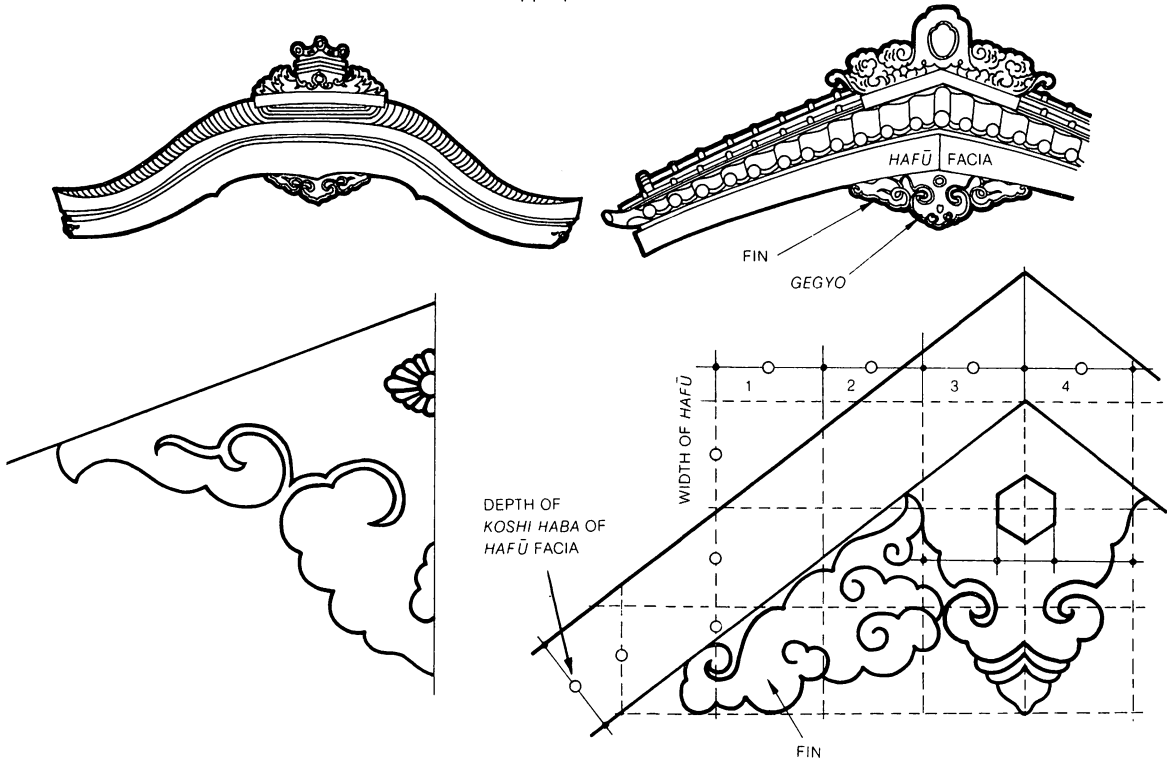 HAFŪ FACIA
FIN
GEGYO
1 2 3 4
WIDTH OF HAFŪ
DEPTH OF
KOSHI HABA OF
HAFŪ FACIA
FIN